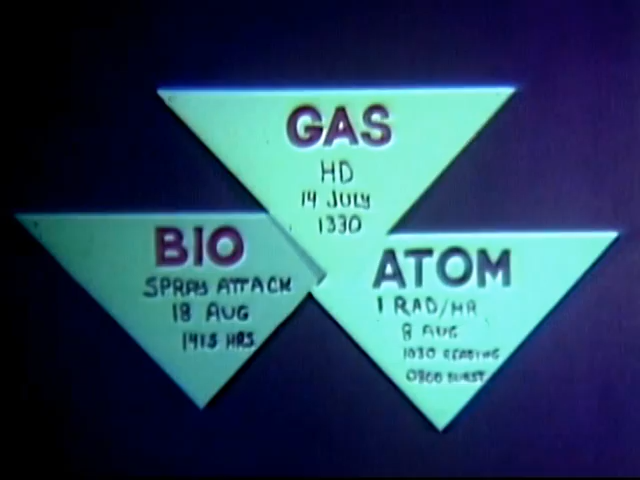 GAS
HD
14 JULY
1330
BIO
SPRAY ATTACK
18 AUG
1415 HRS
ATOM
1 RAD/HR
8 AUG
1030 READING
0800 BURST